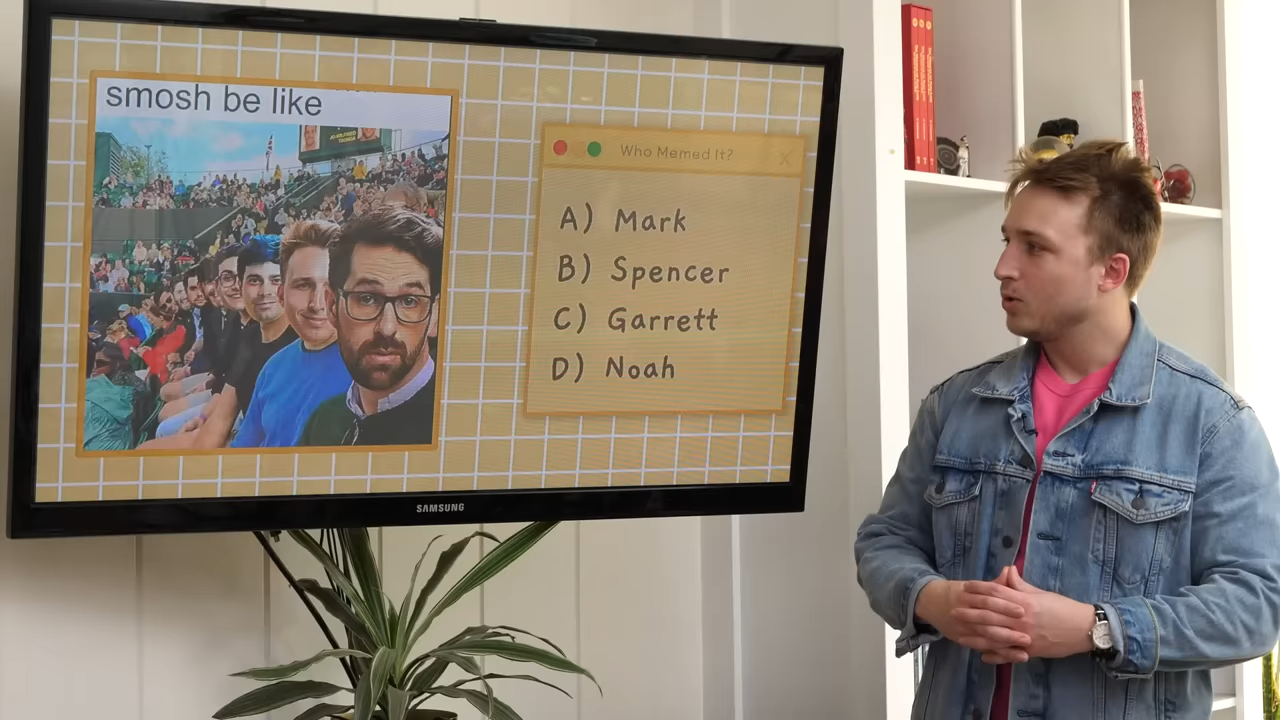 smosh be like
Who Memed It? X
A) Mark
B) Spencer
C) Garrett
D) Noah
SAMSUNG